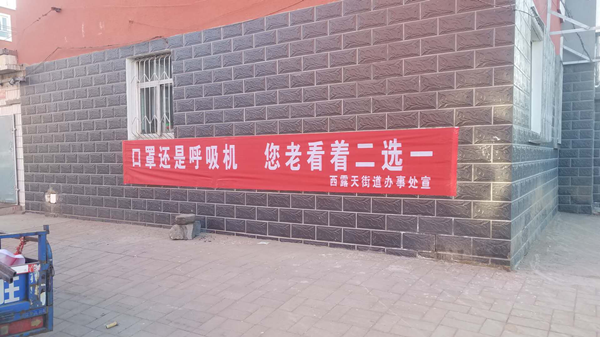 口罩还是呼吸机 您老看着二选一
西露天街道办事处宣
旺